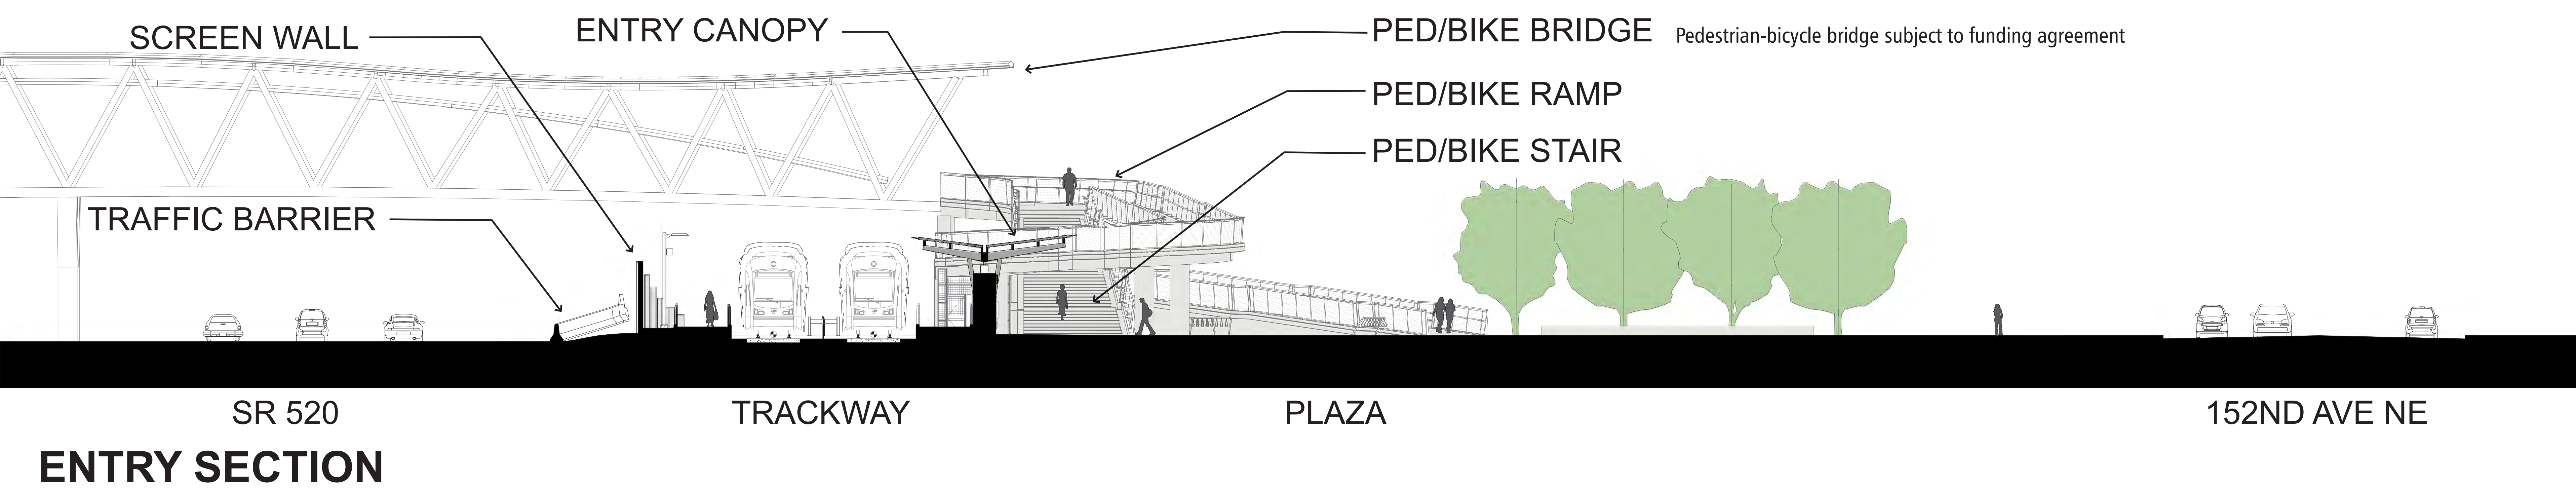 SCREEN WALL
ENTRY CANOPY
PED/BIKE BRIDGE Pedestrian-bicycle bridge subject to funding agreement
PED/BIKE RAMP
PED/BIKE STAIR
TRAFFIC BARRIER
SR 520
TRACKWAY
PLAZA
152ND AVE NE
ENTRY SECTION